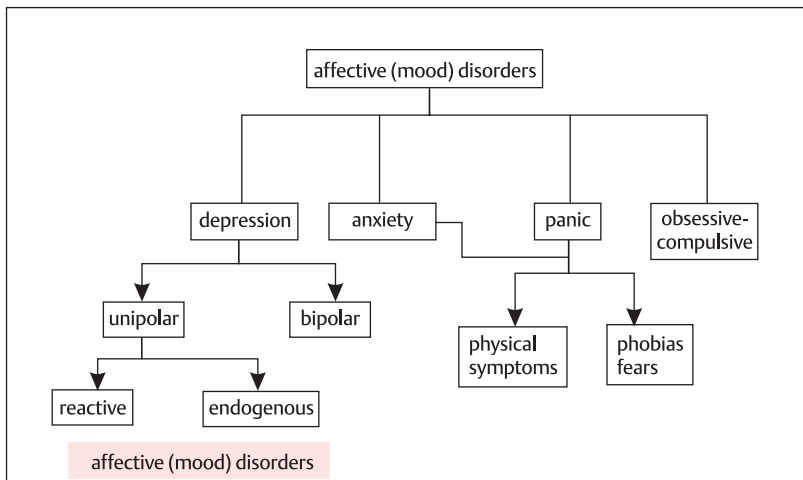 affective (mood) disorders
depression
anxiety
panic
obsessive-
compulsive
unipolar
bipolar
physical
symptoms
phobias
fears
reactive
endogenous
affective (mood) disorders